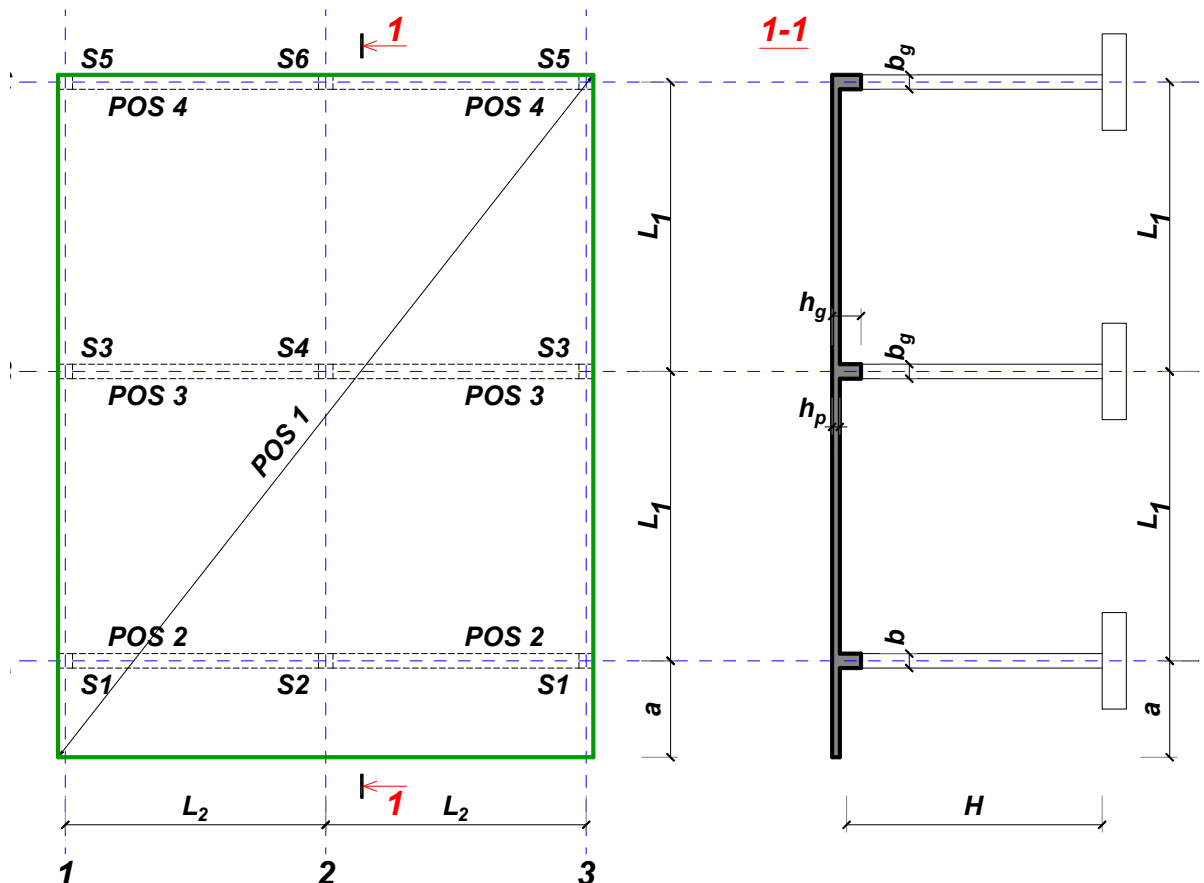 1
1-1
S5 S6 S5
b_g
POS 4 POS 4
L_1 L_1
h_g
b_g
S3 S4 S3
POS 3 POS 3
h_p
POS 1
L_1 L_1
POS 2 POS 2
b
S1 S2 S1
a a
1
L_2 L_2 H
1 2 3